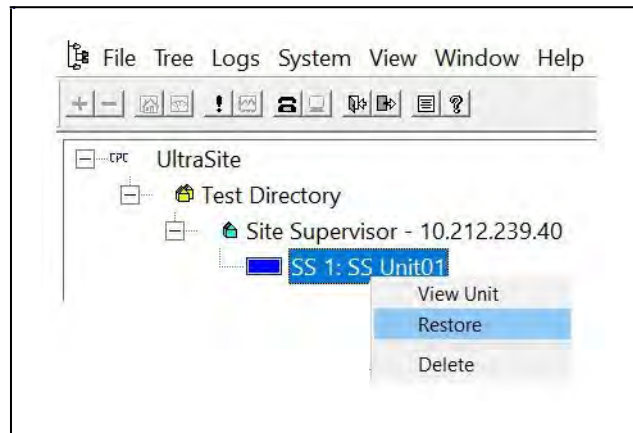 File Tree Logs System View Window Help
CPC UltraSite
Test Directory
Site Supervisor - 10.212.239.40
SS 1: SS Unit01
View Unit
Restore
Delete